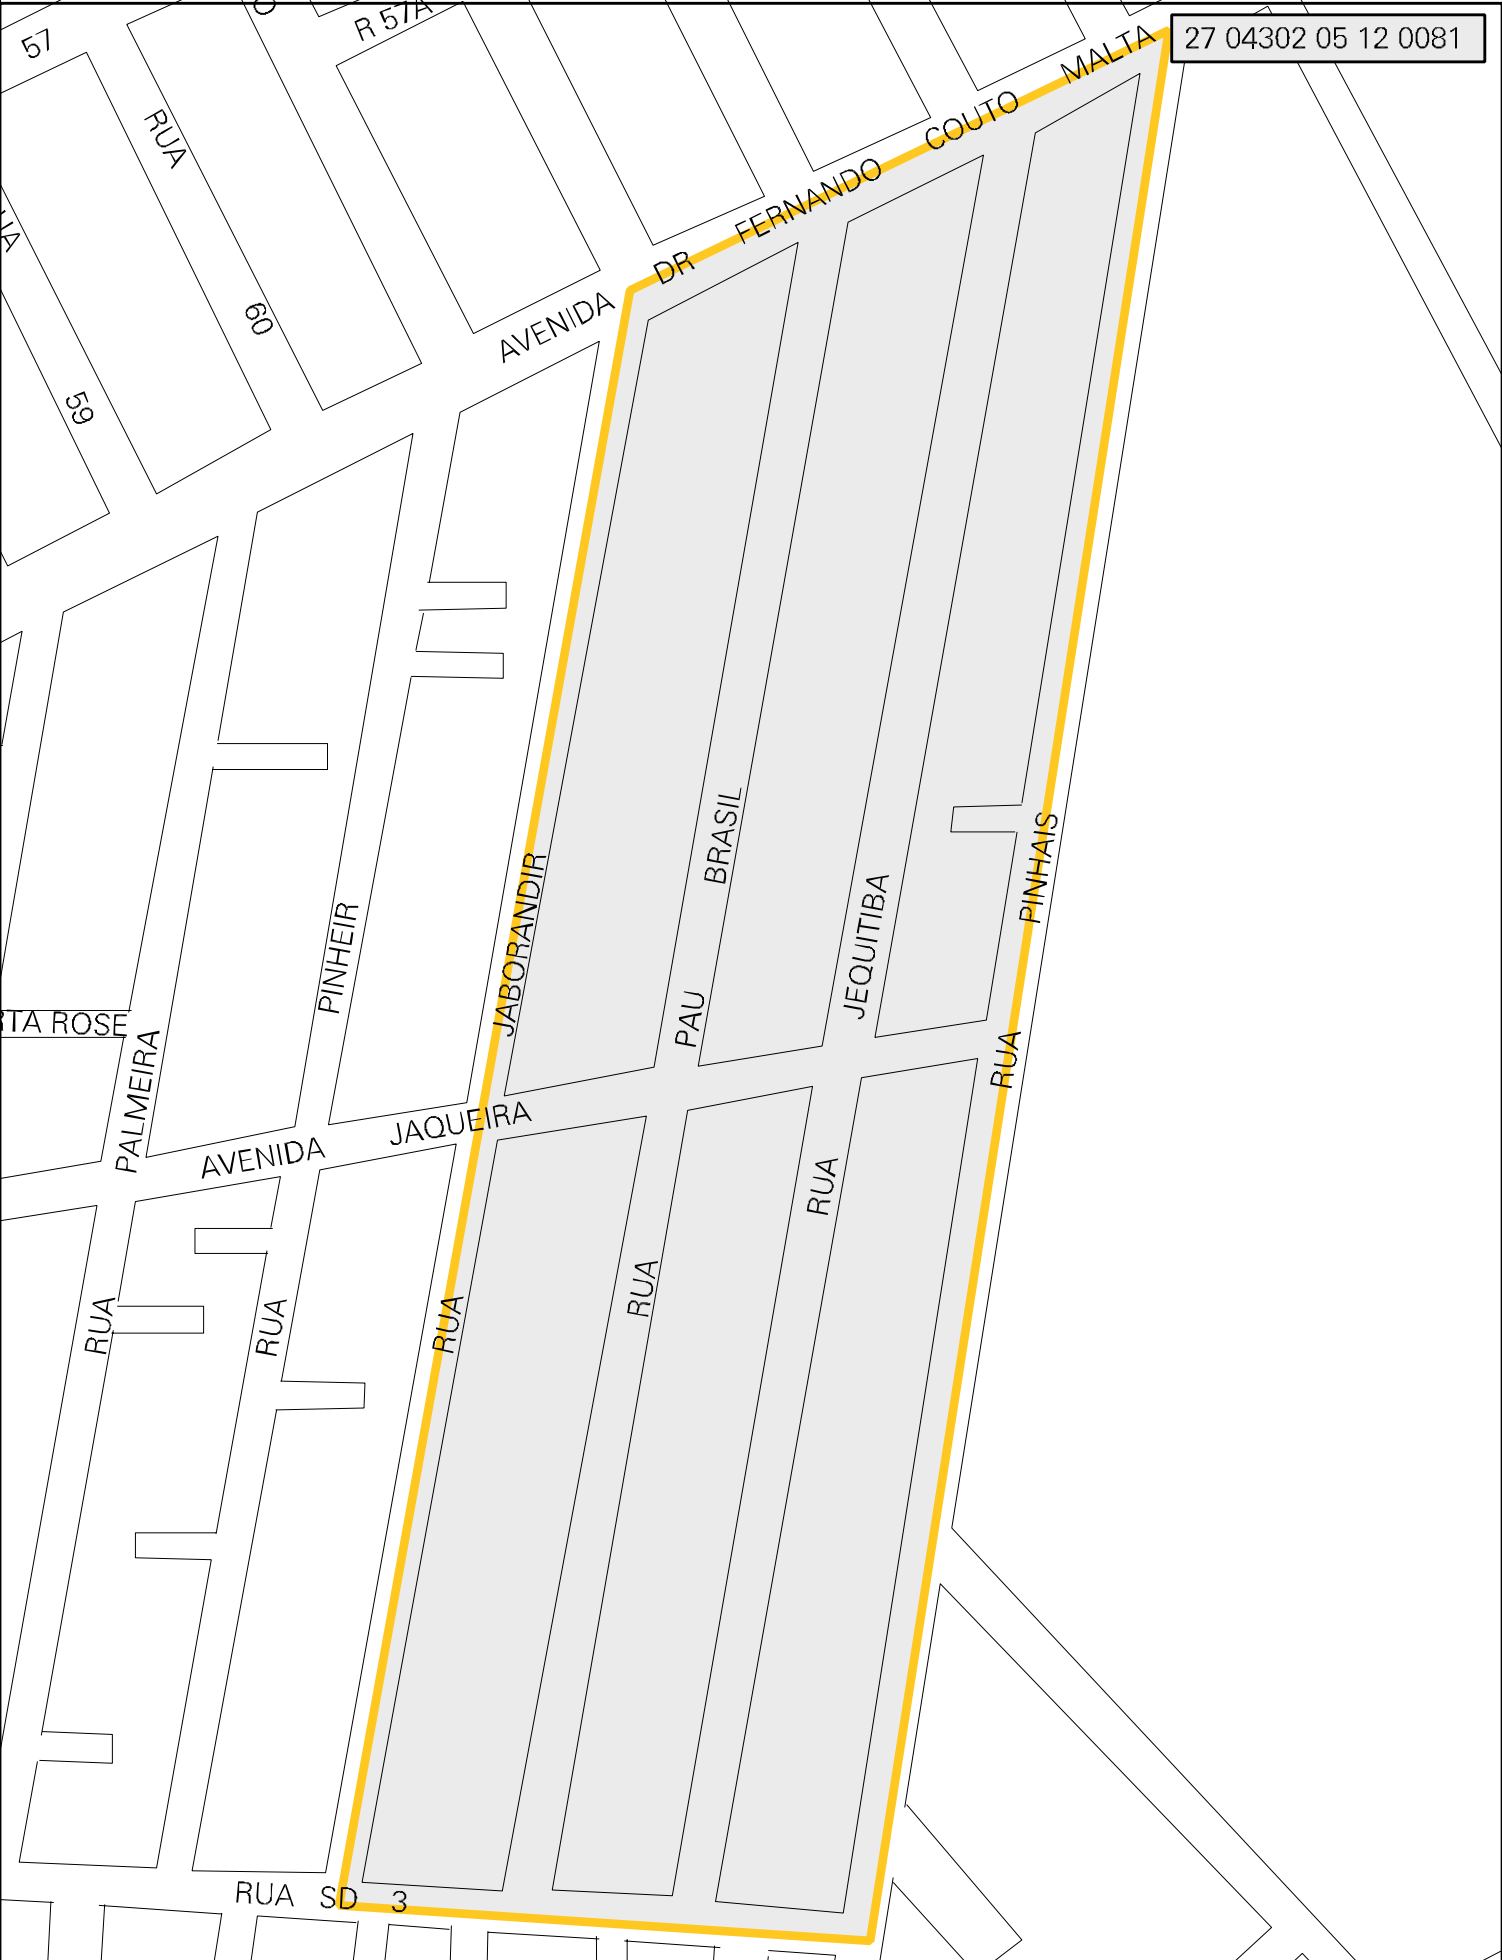 27 04302 05 12 0081
57
R 57A
RUA
60
59
AVENIDA DR FERNANDO COUTO MALTA
RUA JABORANDIR
RUA PAU BRASIL
RUA JEQUITIBA
RUA PINHAIS
RUA PINHEIR
RUA PALMEIRA
RTA ROSE
AVENIDA JAQUEIRA
RUA SD 3